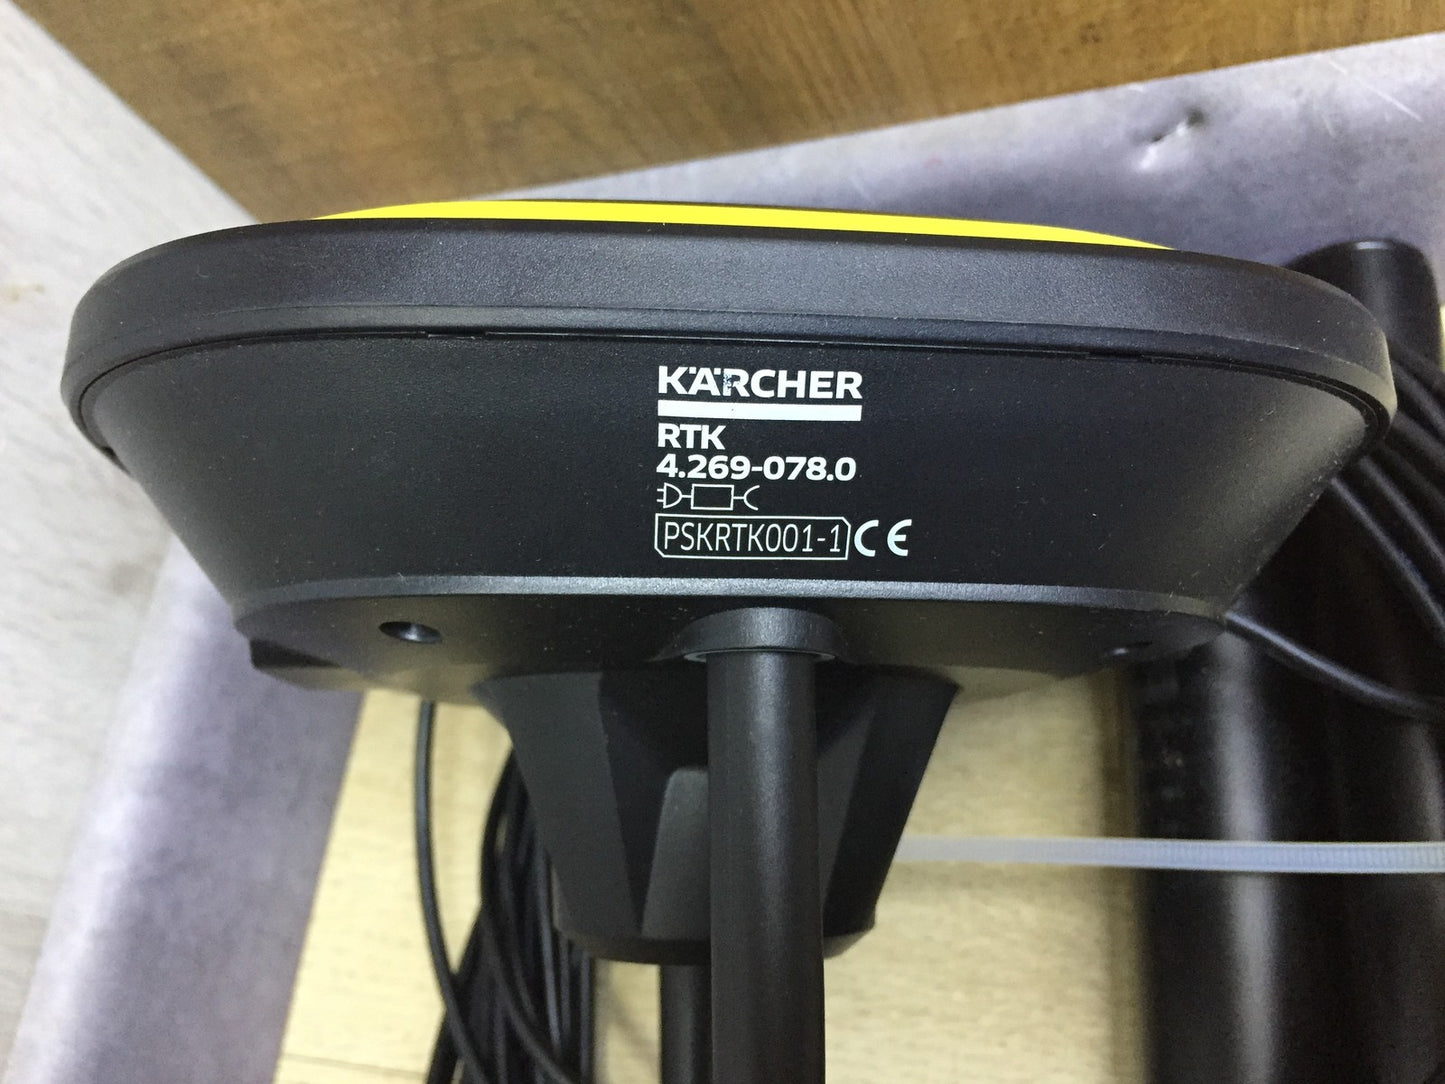 KÄRCHER
RTK
4.269-078.0
PSKRTK001-1 CE